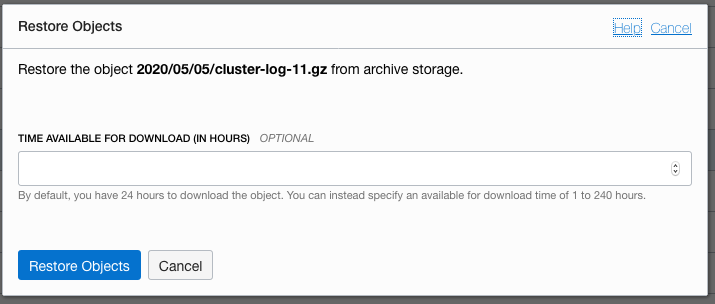 Restore Objects Help Cancel
Restore the object 2020/05/05/cluster-log-11.gz from archive storage.
TIME AVAILABLE FOR DOWNLOAD (IN HOURS) OPTIONAL
By default, you have 24 hours to download the object. You can instead specify an available for download time of 1 to 240 hours.
Restore Objects Cancel